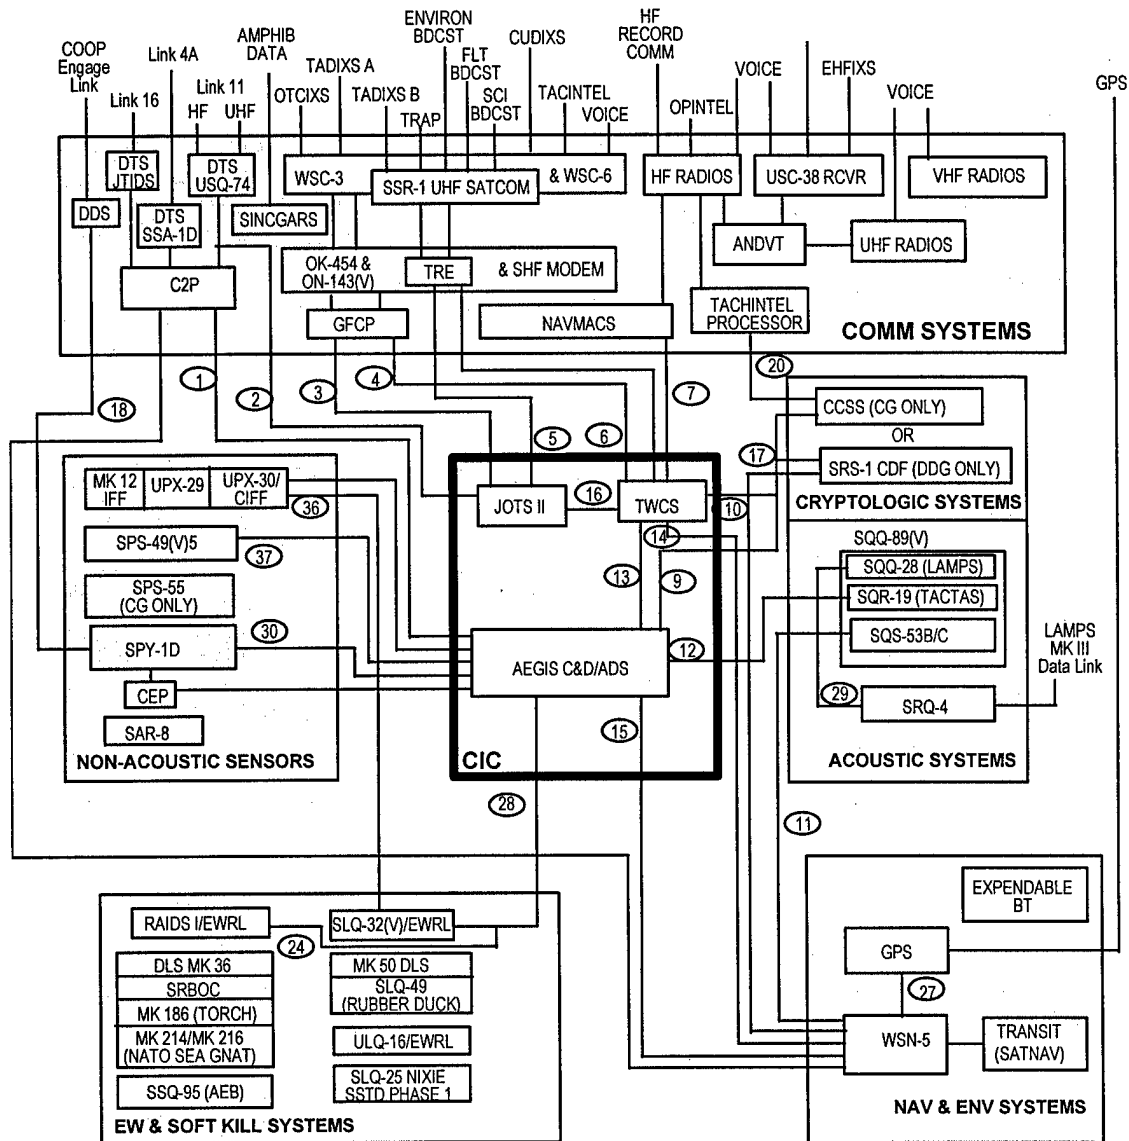 COOP
Engage
Link
Link 16
Link 4A
Link 11
HF
UHF
AMPHIB
DATA
OTCIXS
TADIXS A
TADIXS B
TRAP
ENVIRON
BDCST
FLT
BDCST
SCI
BDCST
CUDIXS
TACINTEL
VOICE
HF
RECORD
COMM
OPINTEL
VOICE
EHFIXS
VOICE
GPS
DTS
JTIDS
DTS
USQ-74
DDS
DTS
SSA-1D
SINCGARS
WSC-3
SSR-1 UHF SATCOM
& WSC-6
HF RADIOS
USC-38 RCVR
VHF RADIOS
ANDVT
UHF RADIOS
C2P
OK-454 &
ON-143(V)
TRE
& SHF MODEM
GFCP
NAVMACS
TACHINTEL
PROCESSOR
COMM SYSTEMS
1
2
3
4
5
6
7
20
18
17
CCSS (CG ONLY)
OR
SRS-1 CDF (DDG ONLY)
CRYPTOLOGIC SYSTEMS
MK 12
IFF
UPX-29
UPX-30/
CIFF
36
SPS-49(V)5
37
SPS-55
(CG ONLY)
SPY-1D
30
CEP
SAR-8
NON-ACOUSTIC SENSORS
JOTS II
16
TWCS
10
14
13
9
AEGIS C&D/ADS
12
15
CIC
28
SQQ-89(V)
SQQ-28 (LAMPS)
SQR-19 (TACTAS)
SQS-53B/C
29
SRQ-4
LAMPS
MK III
Data Link
ACOUSTIC SYSTEMS
11
RAIDS I/EWRL
SLQ-32(V)/EWRL
24
DLS MK 36
SRBOC
MK 186 (TORCH)
MK 214/MK 216
(NATO SEA GNAT)
SSQ-95 (AEB)
MK 50 DLS
SLQ-49
(RUBBER DUCK)
ULQ-16/EWRL
SLQ-25 NIXIE
SSTD PHASE 1
EW & SOFT KILL SYSTEMS
EXPENDABLE
BT
GPS
27
WSN-5
TRANSIT
(SATNAV)
NAV & ENV SYSTEMS